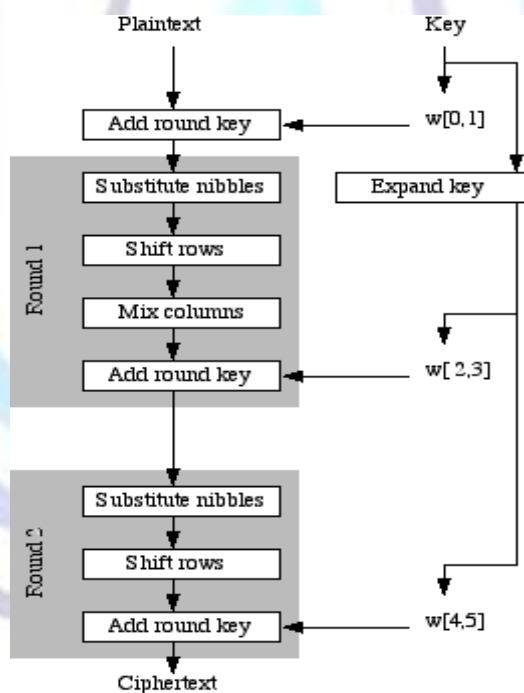 Plaintext
Key
w[0,1]
Add round key
Round 1
Substitute nibbles
Expand key
Shift rows
Mix columns
w[ 2,3]
Add round key
Round 2
Substitute nibbles
Shift rows
w[4,5]
Add round key
Ciphertext